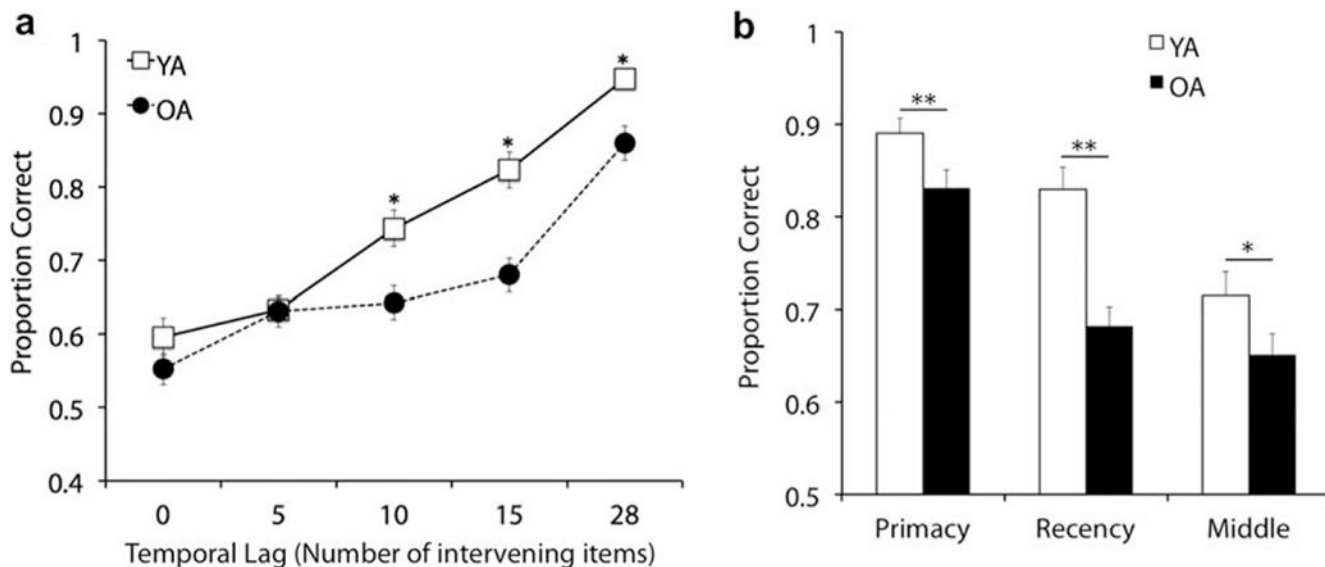 a
YA
OA
*
*
*
Proportion Correct
1
0.9
0.8
0.7
0.6
0.5
0.4
0 5 10 15 28
Temporal Lag (Number of intervening items)
b
YA
OA
**
**
*
Proportion Correct
1
0.9
0.8
0.7
0.6
0.5
Primacy Recency Middle